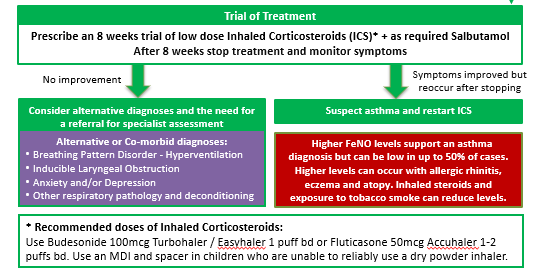 Trial of Treatment
Prescribe an 8 weeks trial of low dose Inhaled Corticosteroids (ICS)* + as required Salbutamol
After 8 weeks stop treatment and monitor symptoms
No improvement
Symptoms improved but
reoccur after stopping
Consider alternative diagnoses and the need for
a referral for specialist assessment
Alternative or Co-morbid diagnoses:
• Breathing Pattern Disorder - Hyperventilation
• Inducible Laryngeal Obstruction
• Anxiety and/or Depression
• Other respiratory pathology and deconditioning
Suspect asthma and restart ICS
Higher FeNO levels support an asthma
diagnosis but can be low in up to 50% of cases.
Higher levels can occur with allergic rhinitis,
eczema and atopy. Inhaled steroids and
exposure to tobacco smoke can reduce levels.
* Recommended doses of Inhaled Corticosteroids:
Use Budesonide 100mcg Turbohaler / Easyhaler 1 puff bd or Fluticasone 50mcg Accuhaler 1-2
puffs bd. Use an MDI and spacer in children who are unable to reliably use a dry powder inhaler.